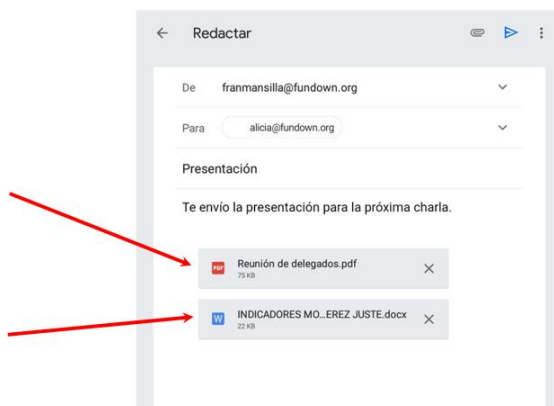 Redactar
De franmansilla@fundown.org
Para alicia@fundown.org
Presentación
Te envío la presentación para la próxima charla.
PDF Reunión de delegados.pdf
75 KB
W INDICADORES MO...EREZ JUSTE.docx
22 KB